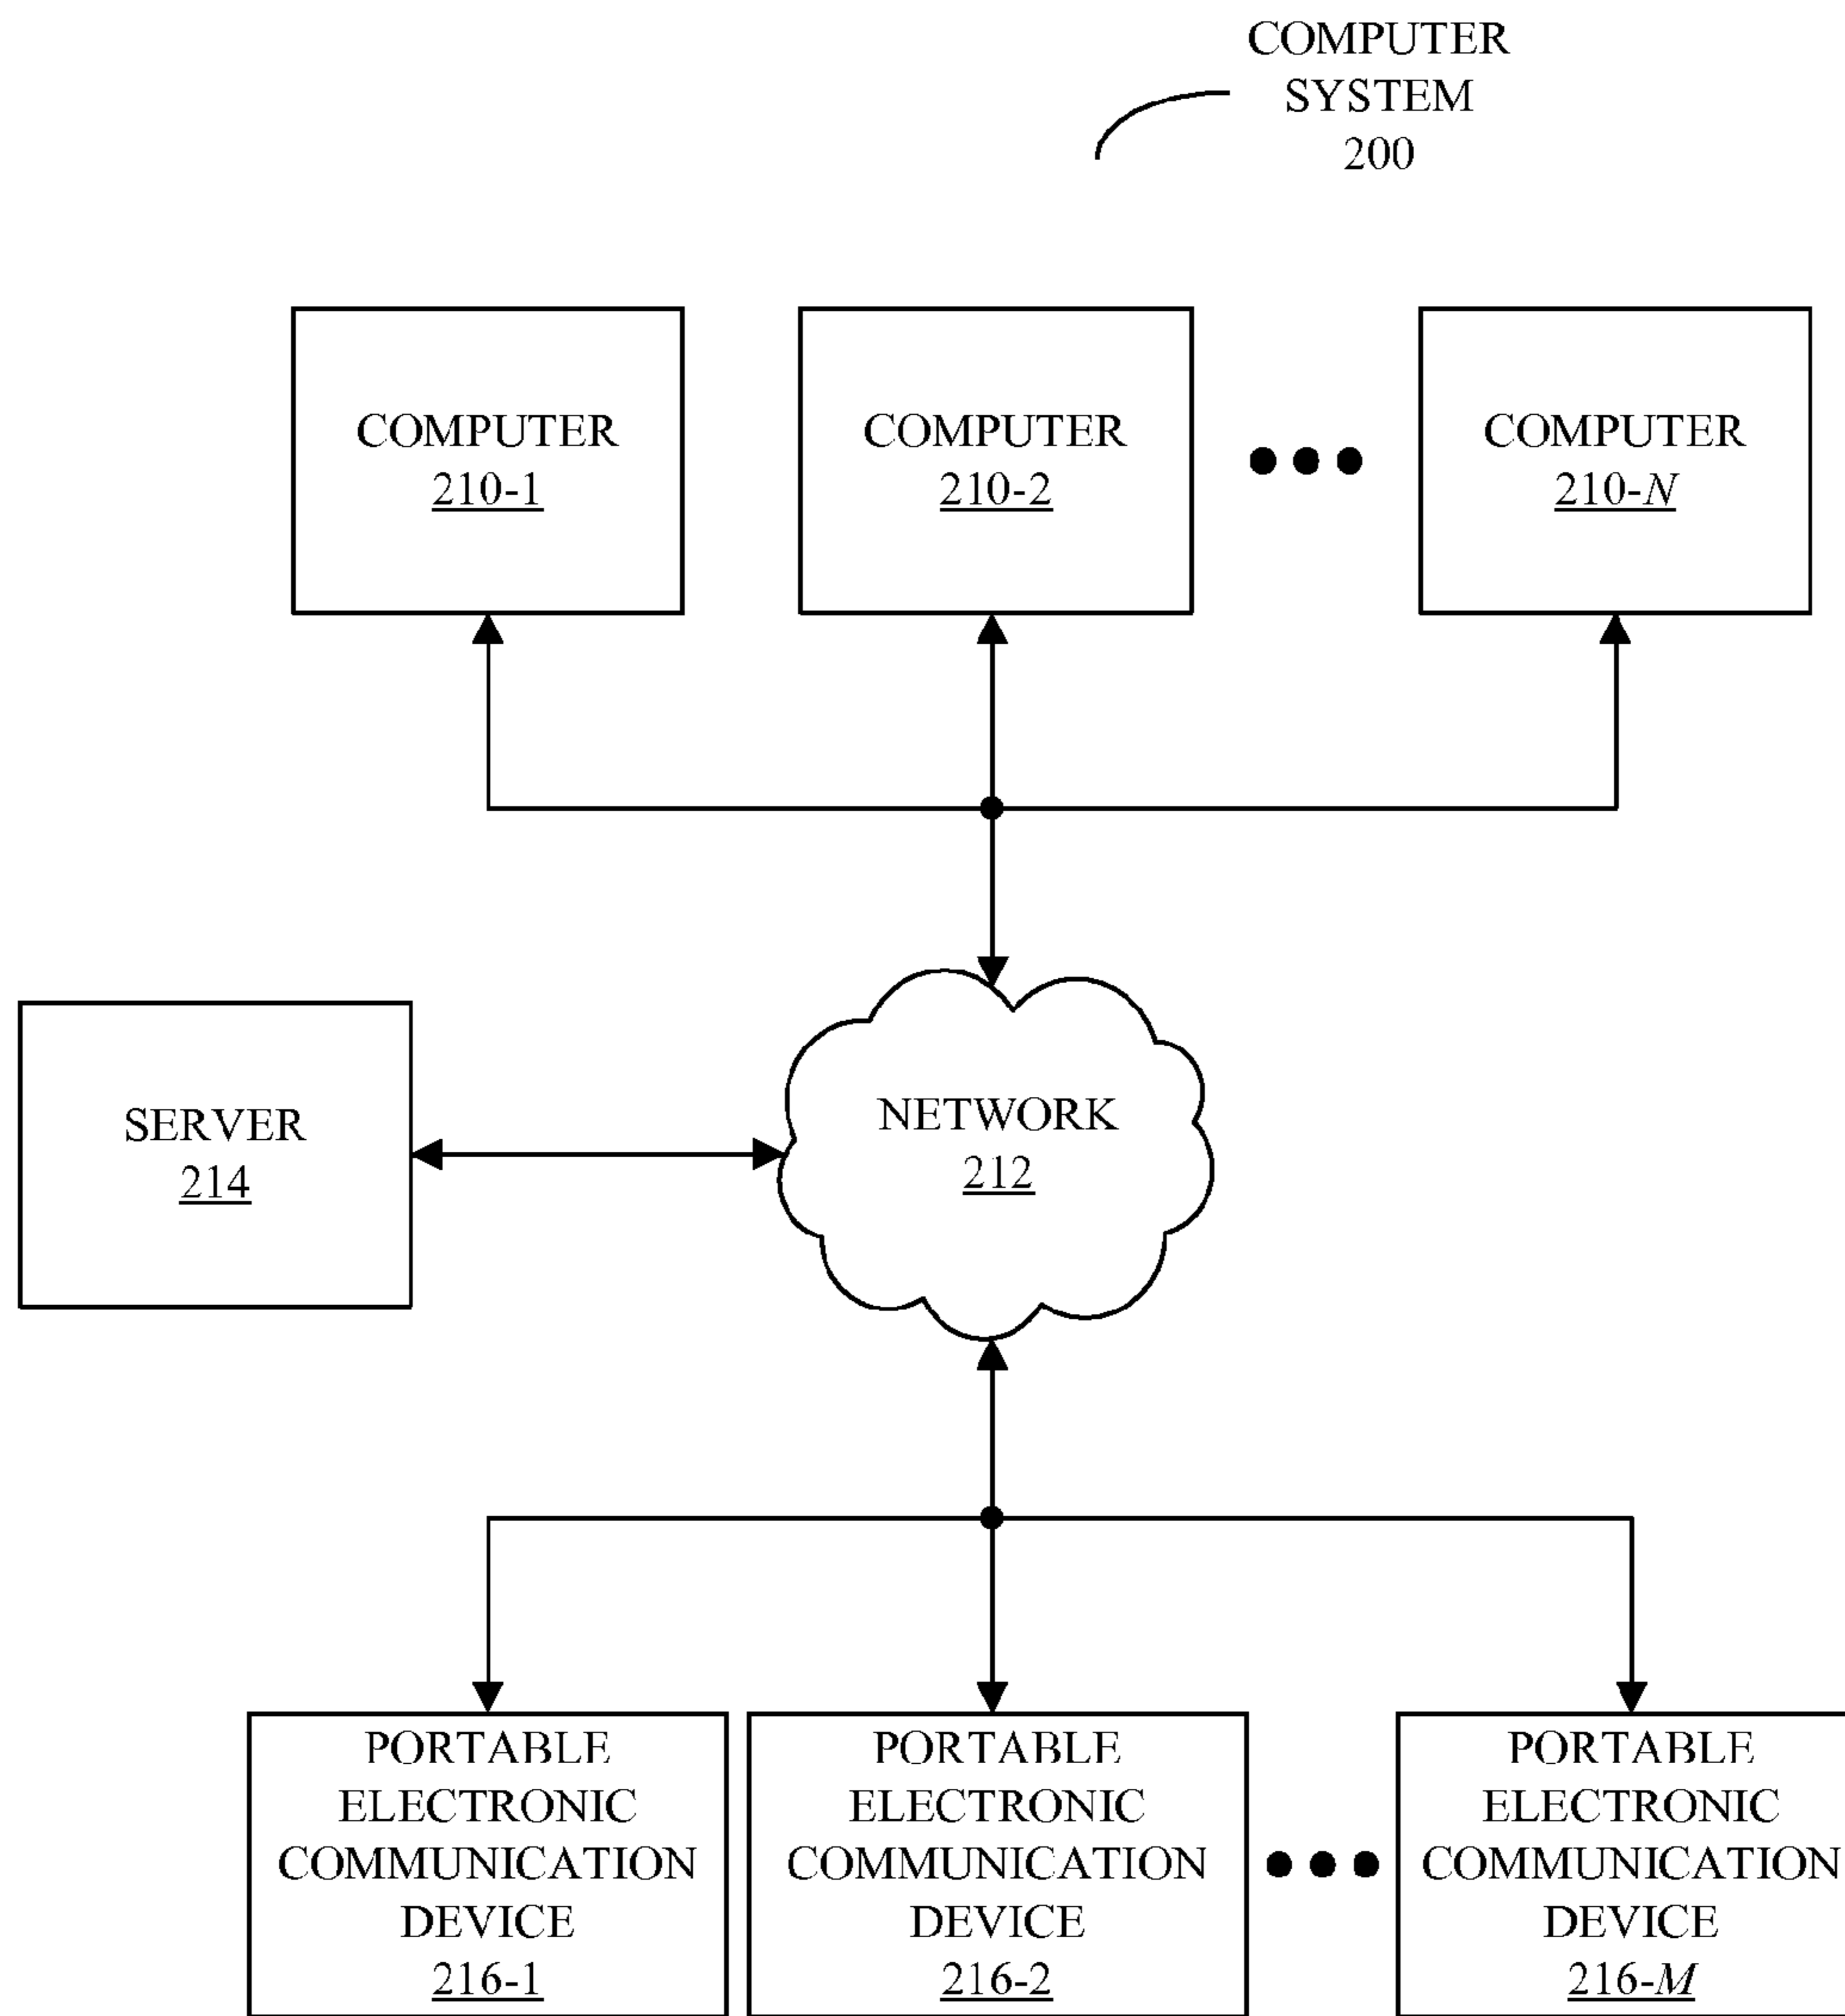 COMPUTER
SYSTEM
200
COMPUTER
210-1
COMPUTER
210-2
COMPUTER
210-N
SERVER
214
NETWORK
212
PORTABLE
ELECTRONIC
COMMUNICATION
DEVICE
216-1
PORTABLE
ELECTRONIC
COMMUNICATION
DEVICE
216-2
PORTABLE
ELECTRONIC
COMMUNICATION
DEVICE
216-M